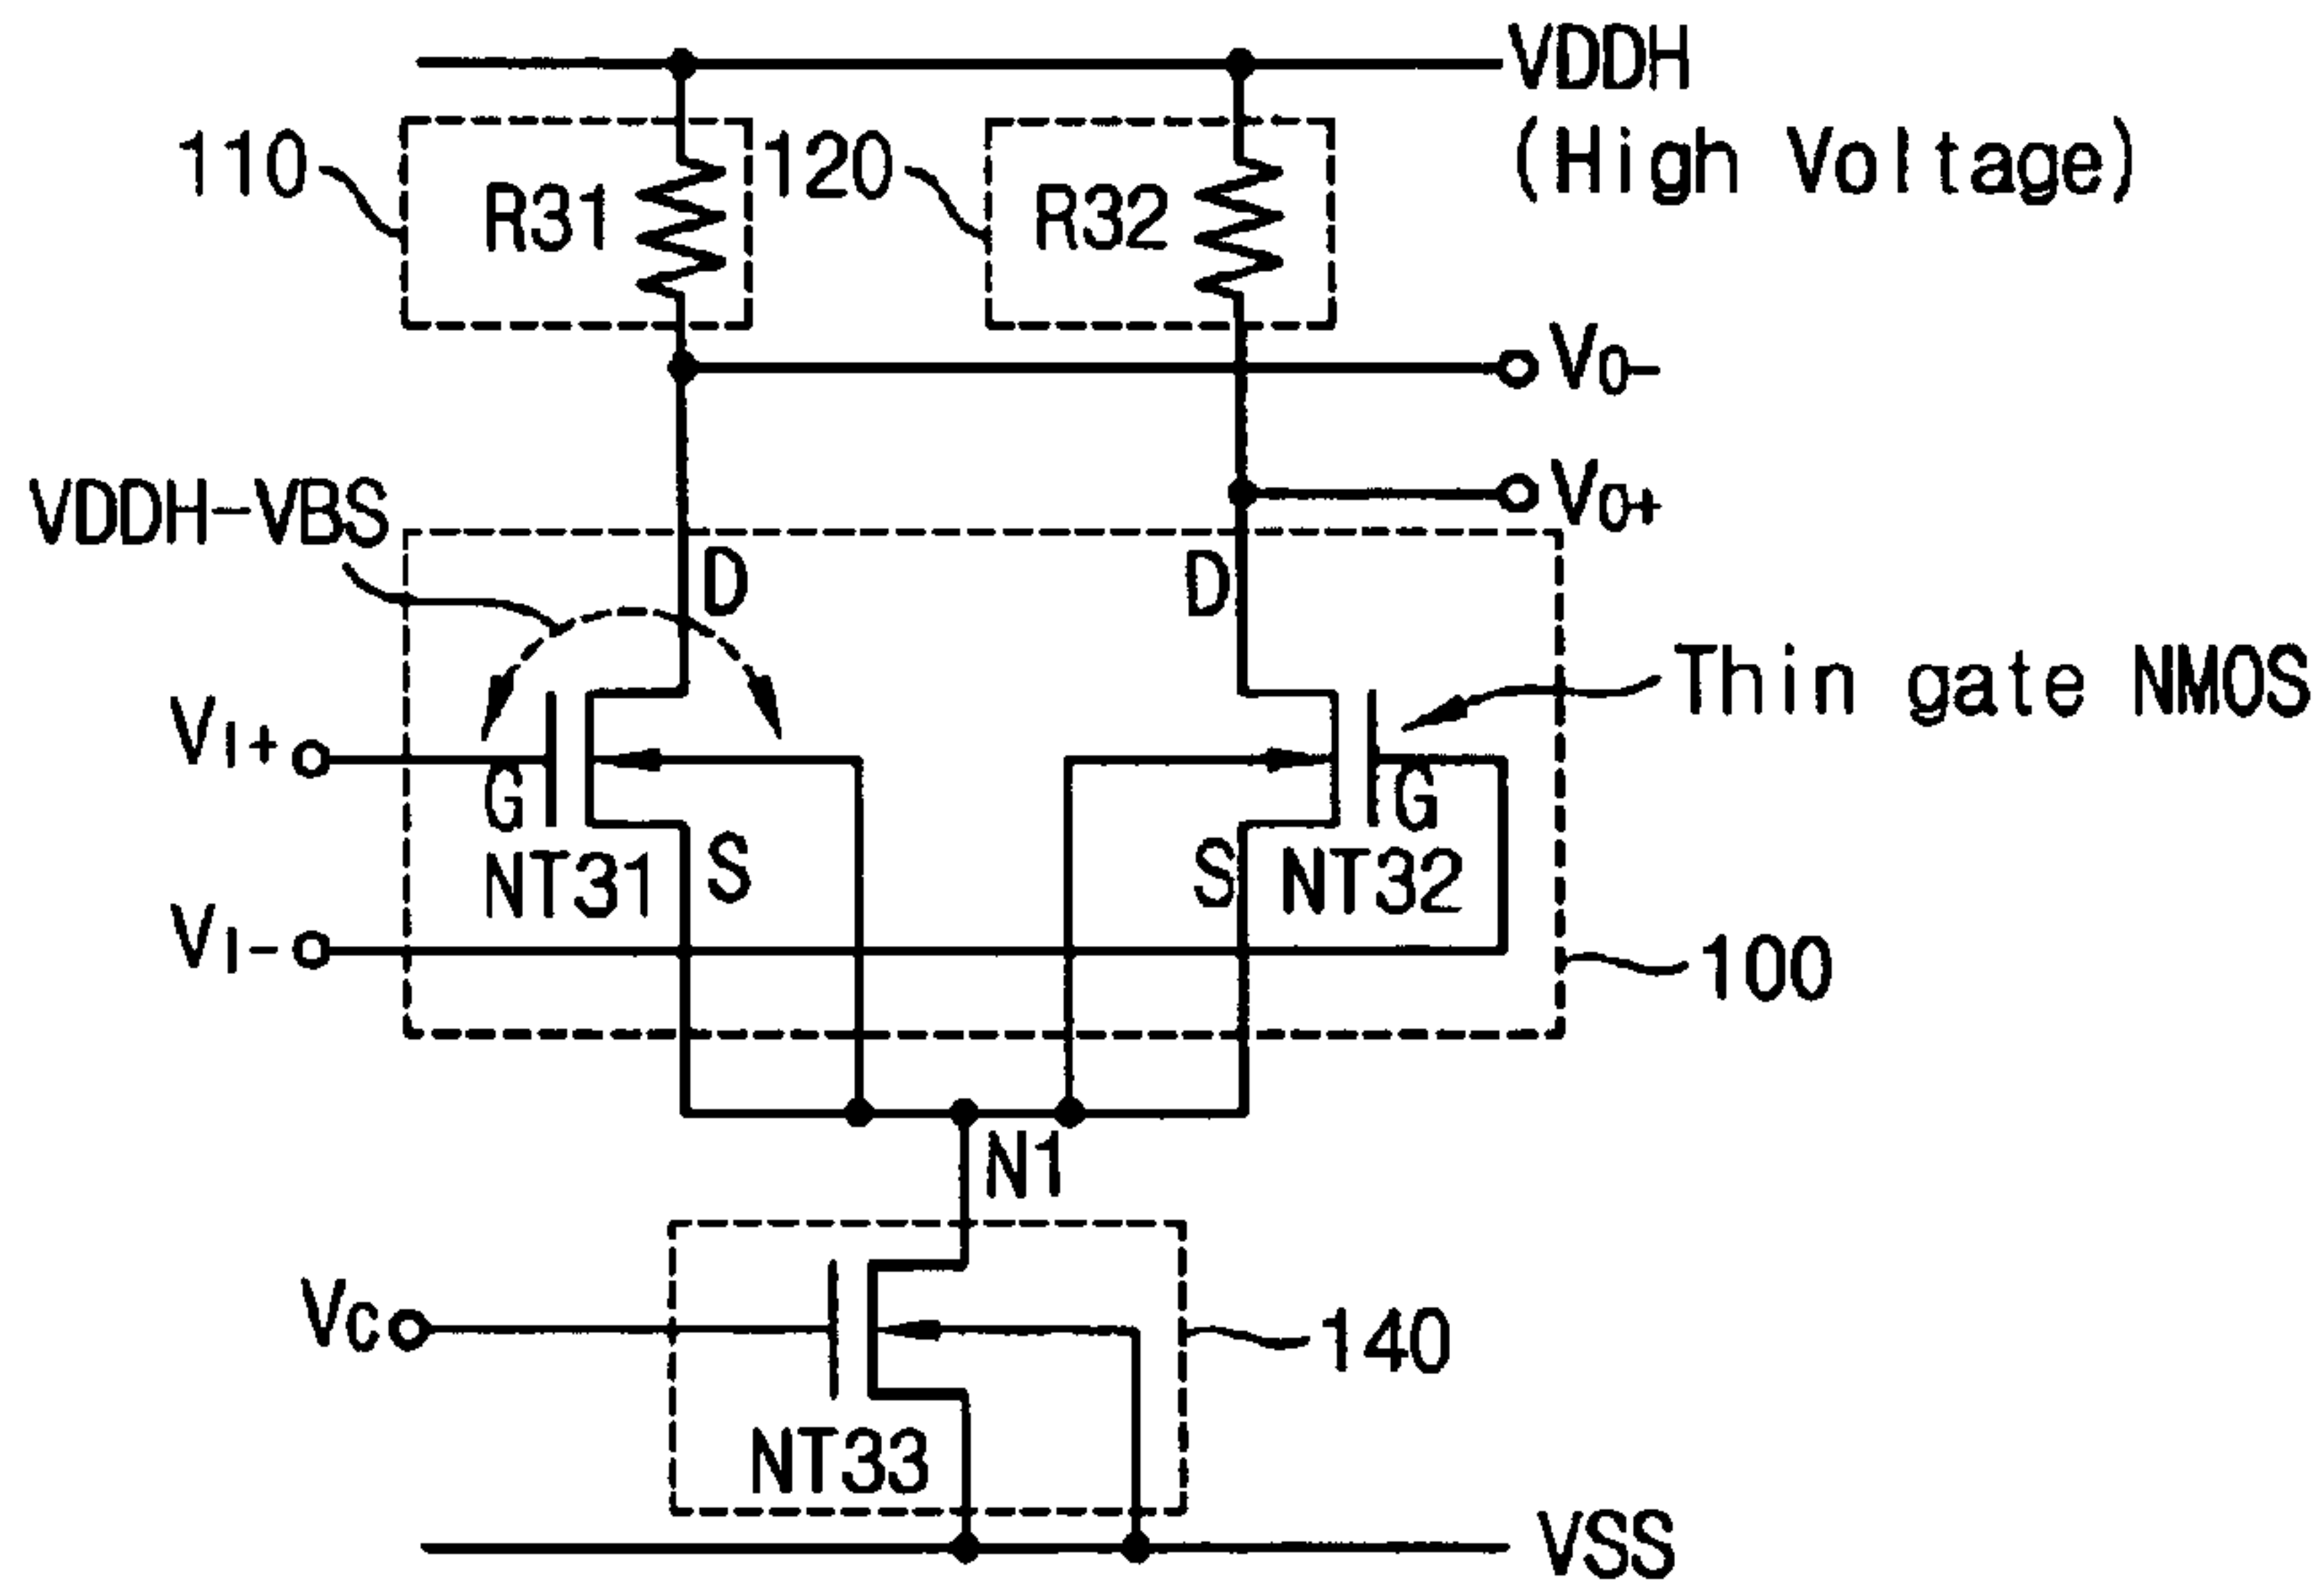 VDDH
(High Voltage)
110
R31
120
R32
VO-
VO+
VDDH-VBS
D
D
Thin gate NMOS
VI+
G
G
NT31
S
S
NT32
VI-
100
N1
VC
140
NT33
VSS